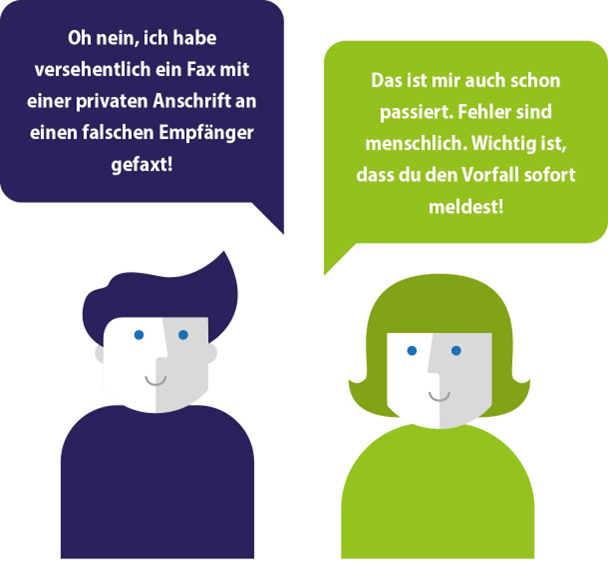 Oh nein, ich habe
versehentlich ein Fax mit
einer privaten Anschrift an
einen falschen Empfänger
gefaxt!
Das ist mir auch schon
passiert. Fehler sind
menschlich. Wichtig ist,
dass du den Vorfall sofort
meldest!